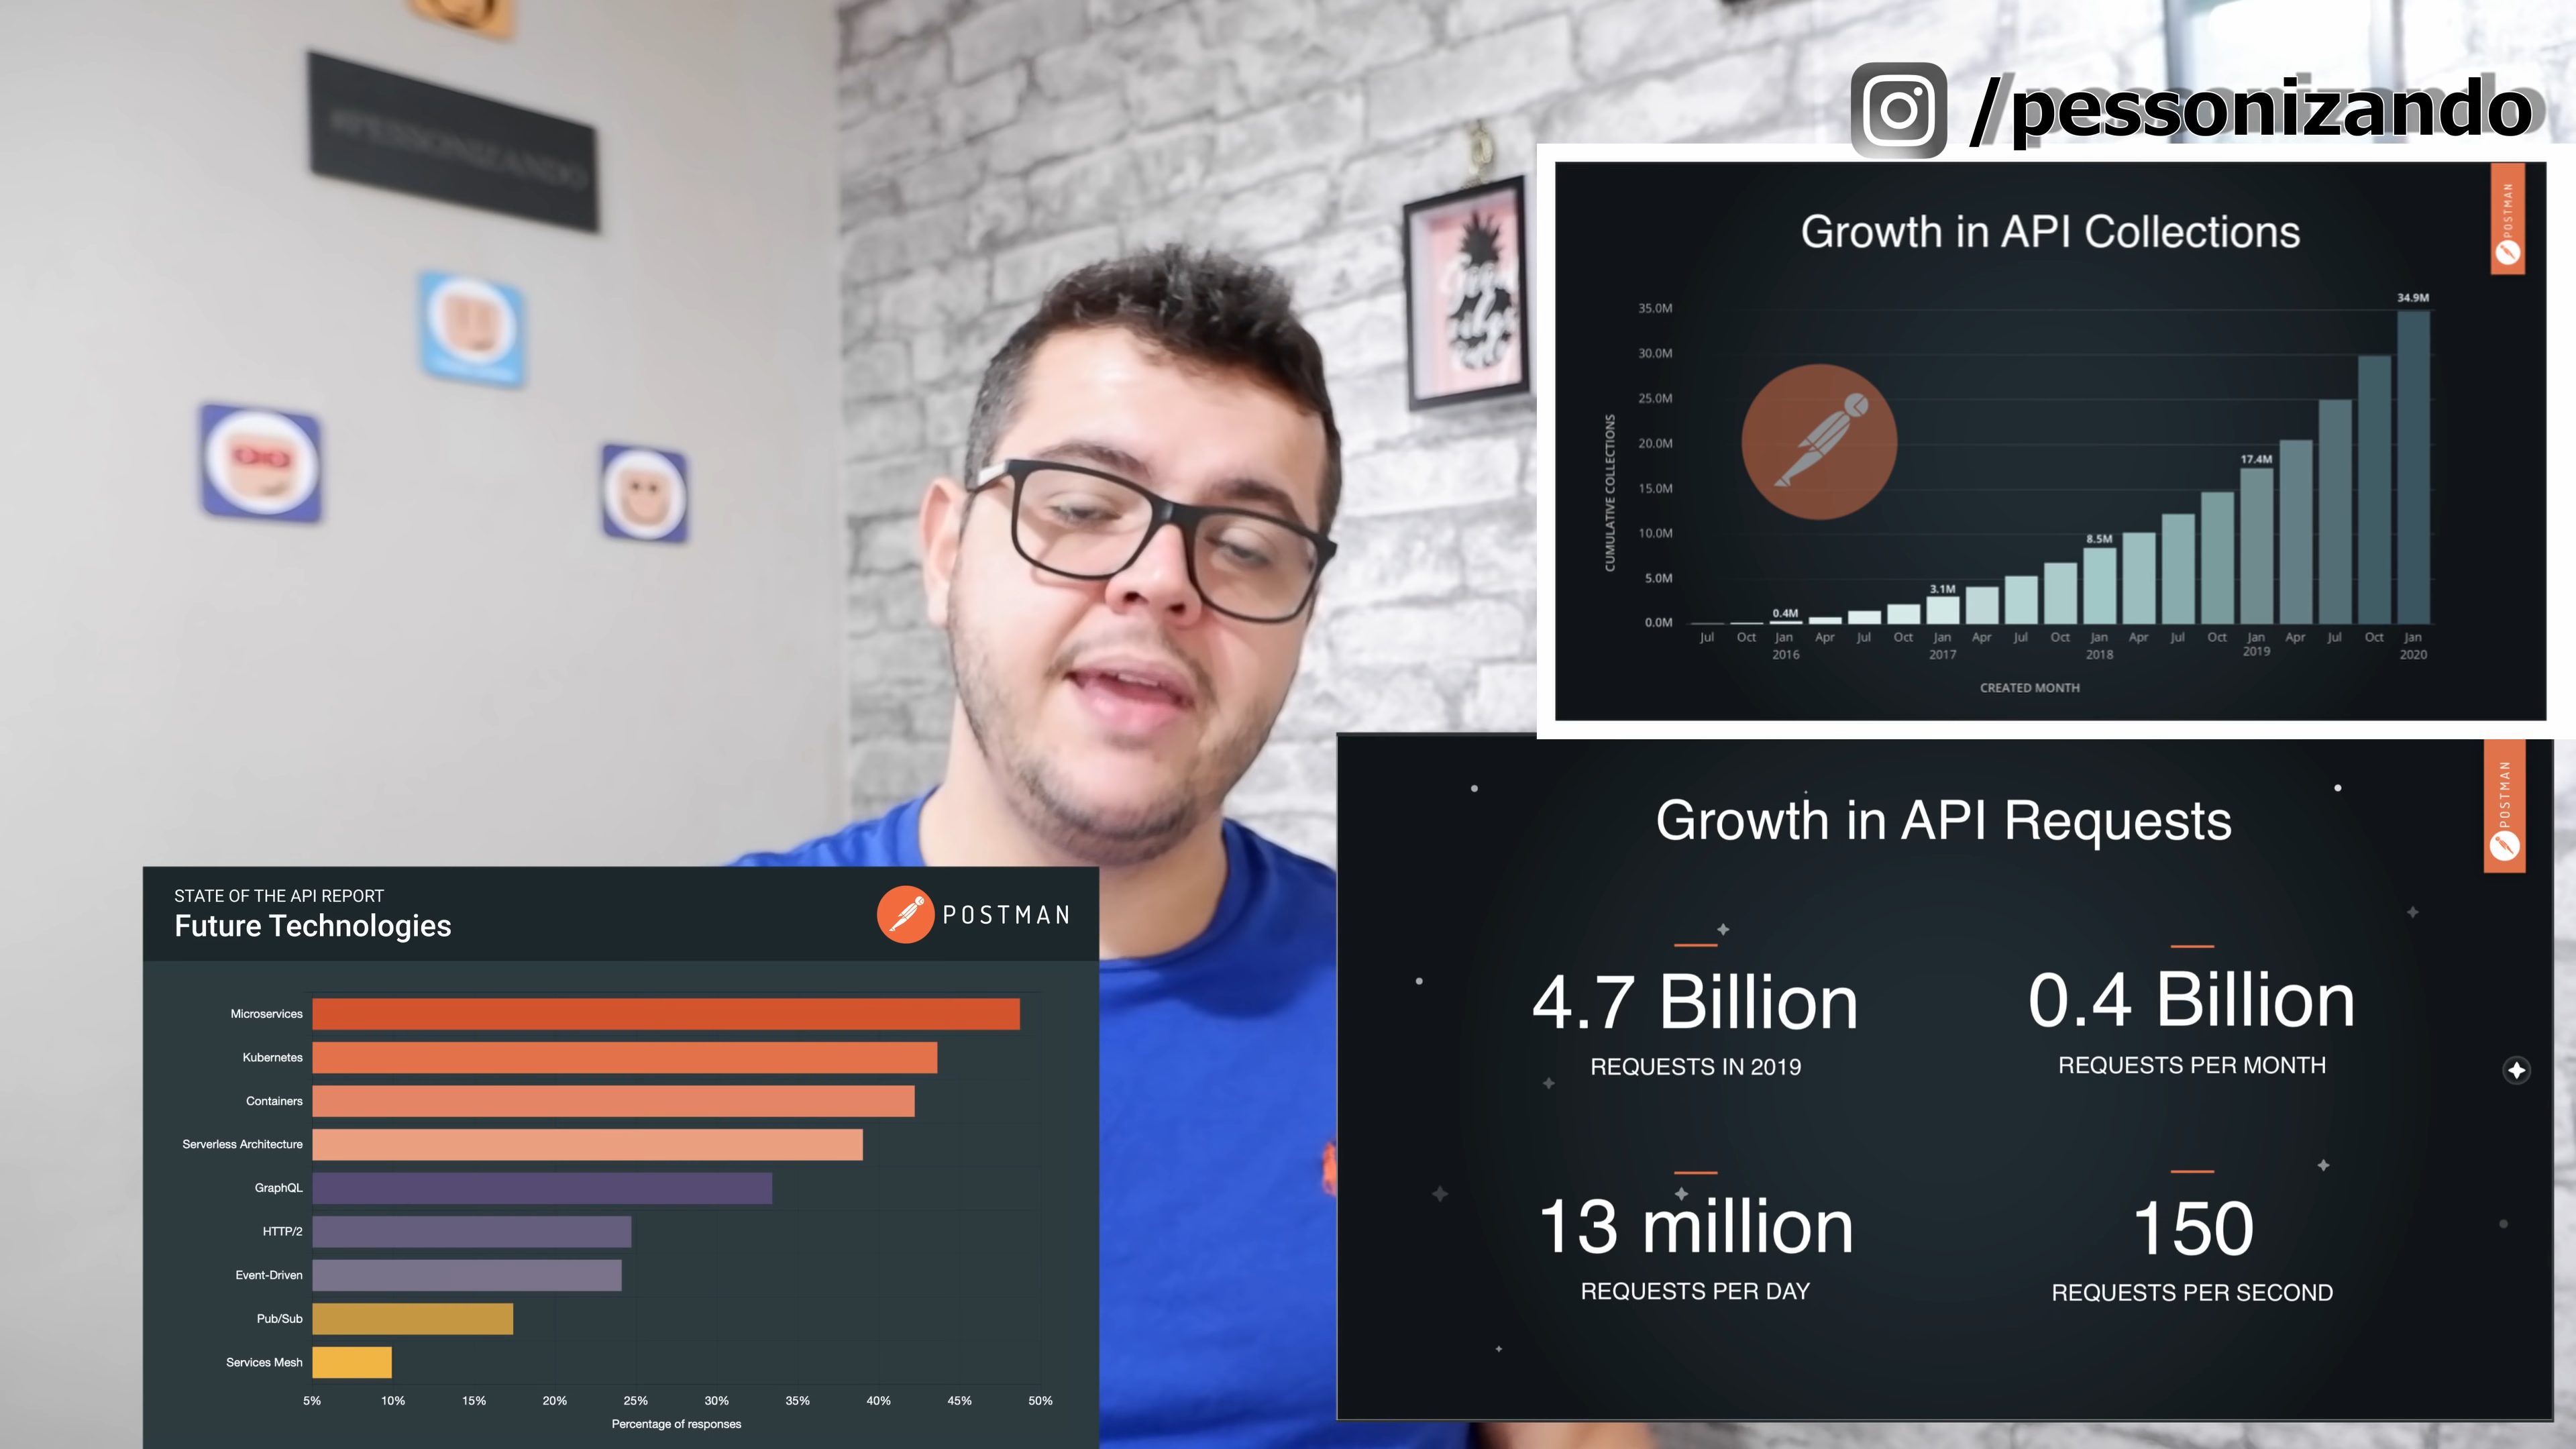 /pessonizando
#PESSONIZANDO
Good
vibes
only
Growth in API Collections
POSTMAN
34.9M
35.0M
30.0M
25.0M
20.0M
17.4M
15.0M
10.0M
8.5M
5.0M
3.1M
0.4M
0.0M
CUMULATIVE COLLECTIONS
Jul Oct Jan Apr Jul Oct Jan Apr Jul Oct Jan Apr Jul Oct Jan Apr Jul Oct Jan
2016 2017 2018 2019 2020
CREATED MONTH
POSTMAN
Growth in API Requests
4.7 Billion
REQUESTS IN 2019
0.4 Billion
REQUESTS PER MONTH
13 million
REQUESTS PER DAY
150
REQUESTS PER SECOND
STATE OF THE API REPORT
Future Technologies
POSTMAN
Microservices
Kubernetes
Containers
Serverless Architecture
GraphQL
HTTP/2
Event-Driven
Pub/Sub
Services Mesh
5% 10% 15% 20% 25% 30% 35% 40% 45% 50%
Percentage of responses